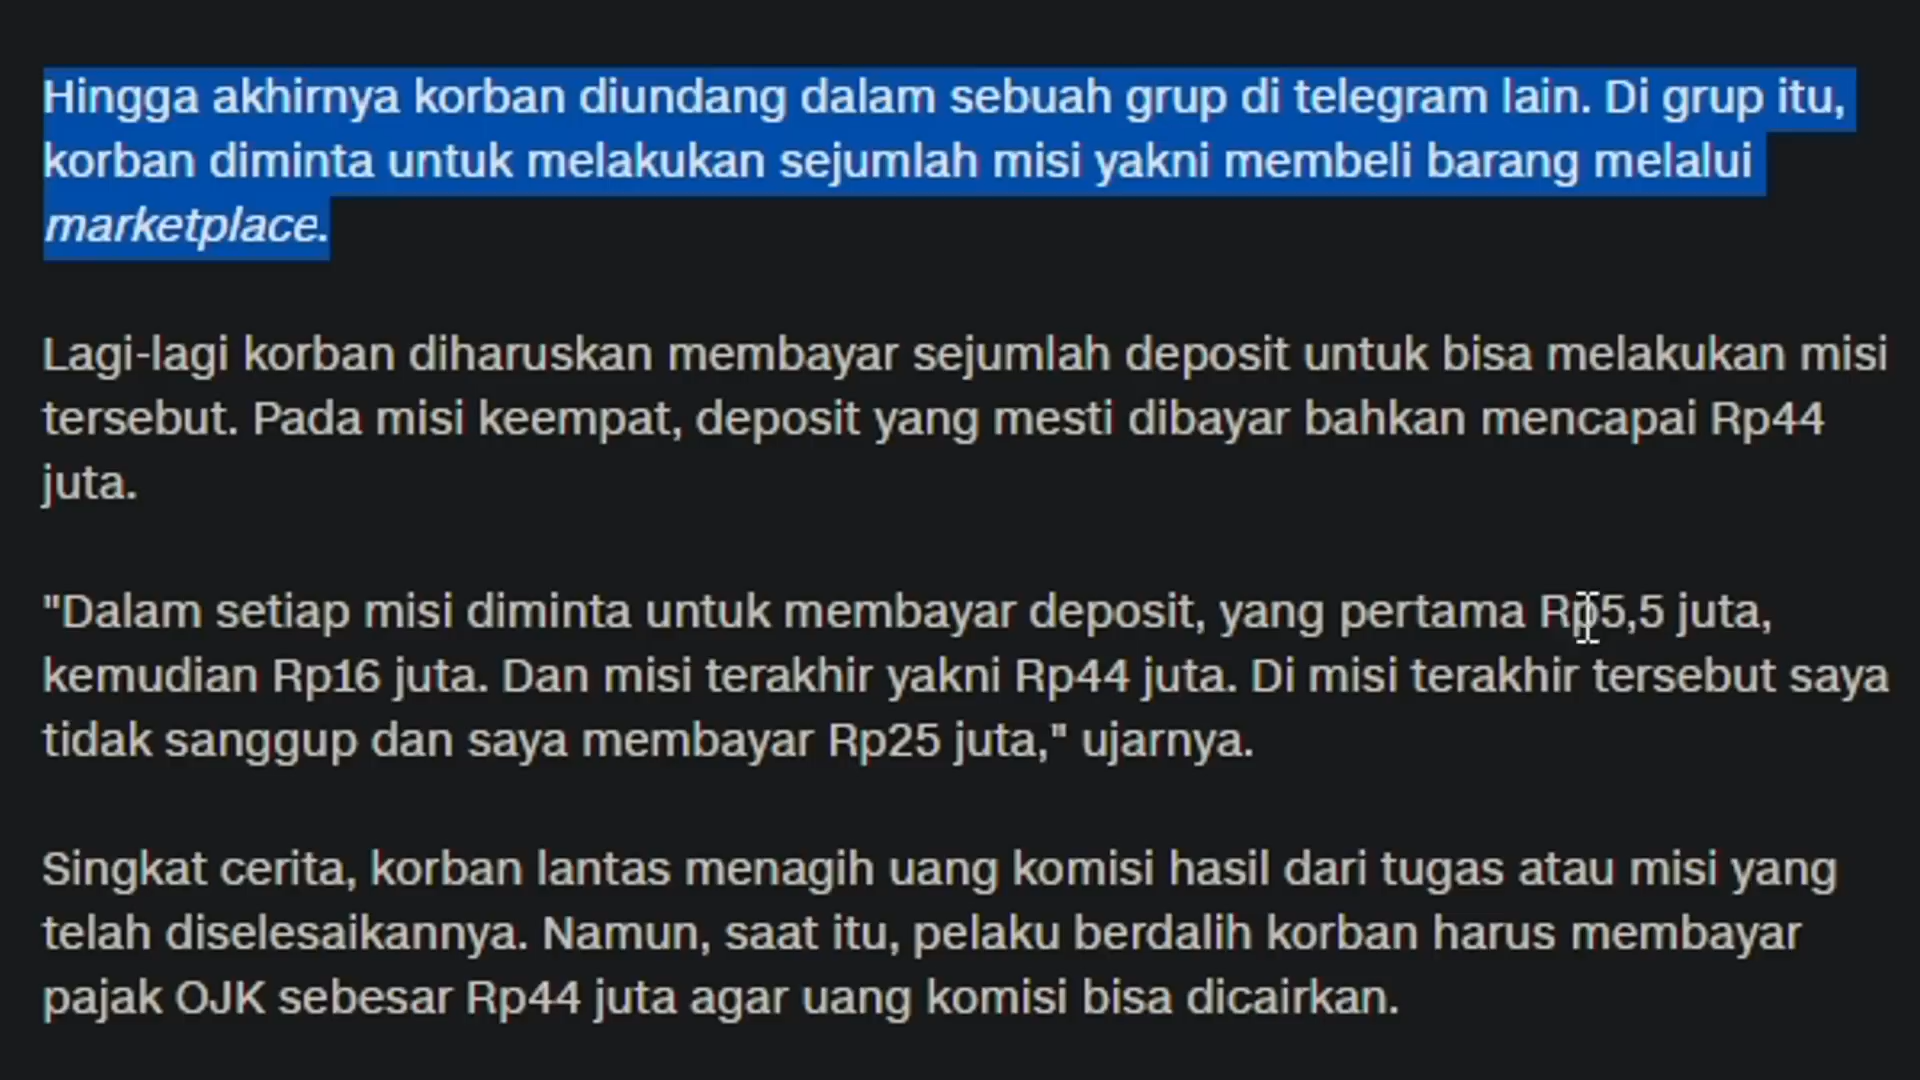 Hingga akhirnya korban diundang dalam sebuah grup di telegram lain. Di grup itu,
korban diminta untuk melakukan sejumlah misi yakni membeli barang melalui
marketplace.
Lagi-lagi korban diharuskan membayar sejumlah deposit untuk bisa melakukan misi
tersebut. Pada misi keempat, deposit yang mesti dibayar bahkan mencapai Rp44
juta.
"Dalam setiap misi diminta untuk membayar deposit, yang pertama Rp5,5 juta,
kemudian Rp16 juta. Dan misi terakhir yakni Rp44 juta. Di misi terakhir tersebut saya
tidak sanggup dan saya membayar Rp25 juta," ujarnya.
Singkat cerita, korban lantas menagih uang komisi hasil dari tugas atau misi yang
telah diselesaikannya. Namun, saat itu, pelaku berdalih korban harus membayar
pajak OJK sebesar Rp44 juta agar uang komisi bisa dicairkan.